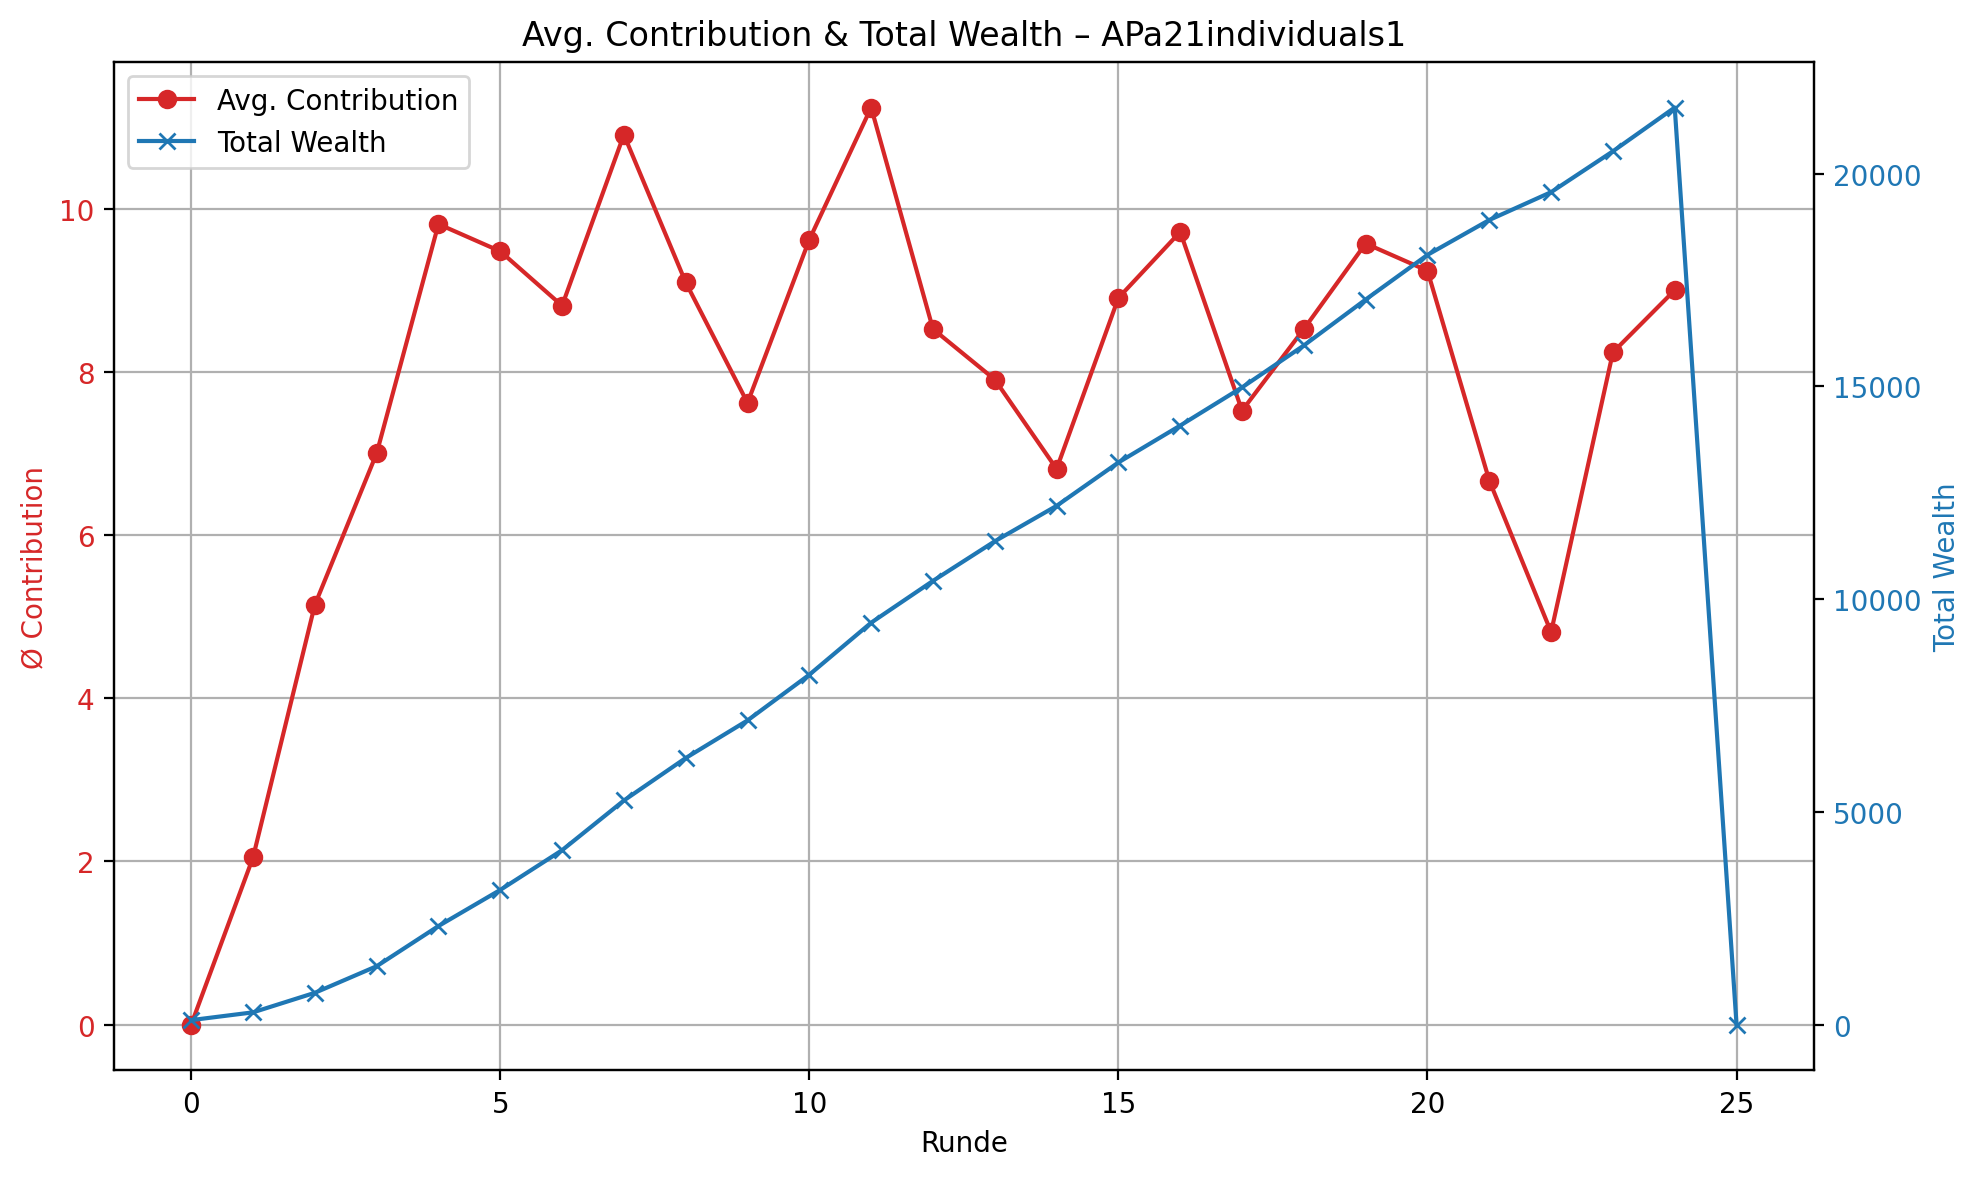 Avg. Contribution & Total Wealth – APa21individuals1
Avg. Contribution
Total Wealth
10
8
6
4
2
0
Ø Contribution
20000
15000
10000
5000
0
Total Wealth
0 5 10 15 20 25
Runde